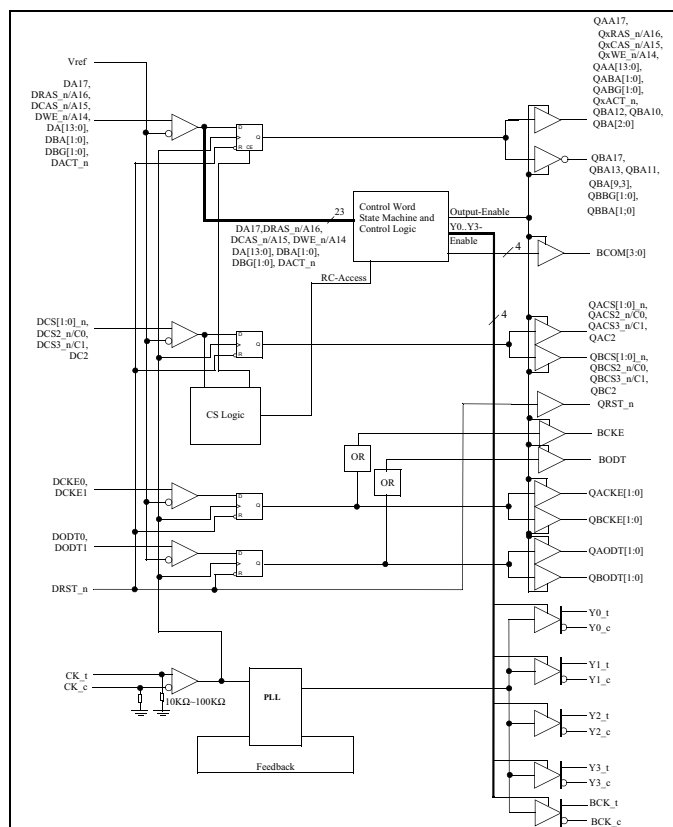 Vref
DA17,
DRAS_n/A16,
DCAS_n/A15,
DWE_n/A14,
DA[13:0],
DBA[1:0],
DBG[1:0],
DACT_n
D
Q
R
CE
QAA17,
QxRAS_n/A16,
QxCAS_n/A15,
QxWE_n/A14,
QAA[13:0],
QABA[1:0],
QABG[1:0],
QxACT_n,
QBA12, QBA10,
QBA[2:0]
QBA17,
QBA13, QBA11,
QBA[9,3],
QBBG[1:0],
QBBA[1;0]
23
Control Word
State Machine and
Control Logic
Output-Enable
Y0..Y3-
Enable
4
BCOM[3:0]
DA17,DRAS_n/A16,
DCAS_n/A15, DWE_n/A14
DA[13:0], DBA[1:0],
DBG[1:0], DACT_n
RC-Access
4
DCS[1:0]_n,
DCS2_n/C0,
DCS3_n/C1,
DC2
D
Q
R
QACS[1:0]_n,
QACS2_n/C0,
QACS3_n/C1,
QAC2
QBCS[1:0]_n,
QBCS2_n/C0,
QBCS3_n/C1,
QBC2
CS Logic
QRST_n
BCKE
OR
BODT
OR
DCKE0,
DCKE1
D
Q
R
QACKE[1:0]
QBCKE[1:0]
DODT0,
DODT1
D
Q
R
QAODT[1:0]
QBODT[1:0]
DRST_n
Y0_t
Y0_c
CK_t
CK_c
10KΩ~100KΩ
PLL
Feedback
Y1_t
Y1_c
Y2_t
Y2_c
Y3_t
Y3_c
BCK_t
BCK_c